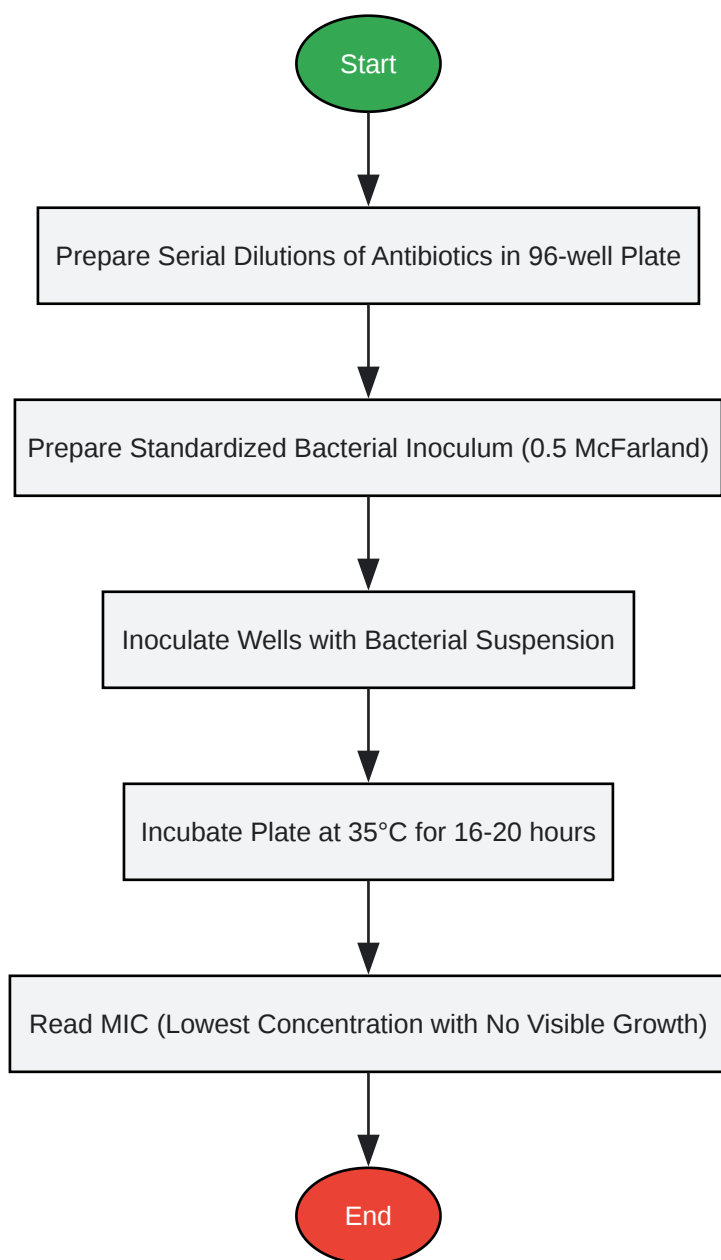 Start
Prepare Serial Dilutions of Antibiotics in 96-well Plate
Prepare Standardized Bacterial Inoculum (0.5 McFarland)
Inoculate Wells with Bacterial Suspension
Incubate Plate at 35°C for 16-20 hours
Read MIC (Lowest Concentration with No Visible Growth)
End